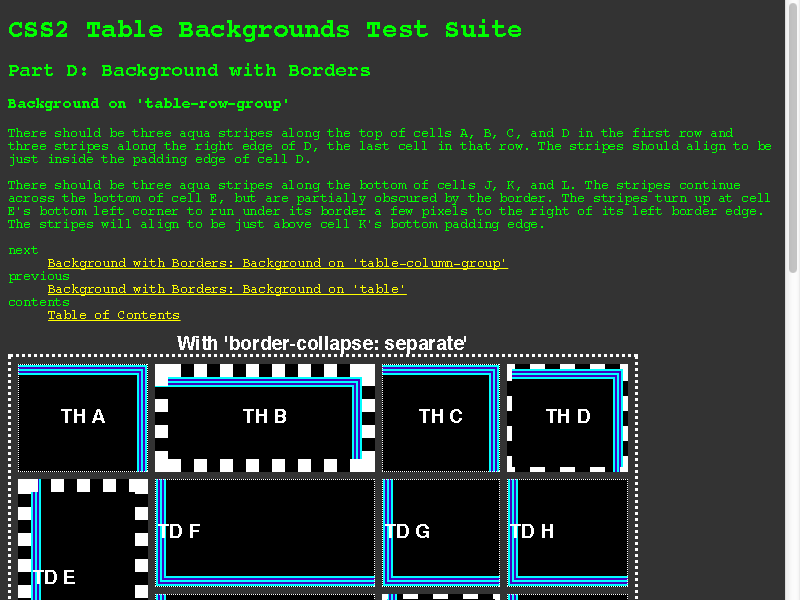 CSS2 Table Backgrounds Test Suite
Part D: Background with Borders
Background on 'table-row-group'
There should be three aqua stripes along the top of cells A, B, C, and D in the first row and
three stripes along the right edge of D, the last cell in that row. The stripes should align to be
just inside the padding edge of cell D.
There should be three aqua stripes along the bottom of cells J, K, and L. The stripes continue
across the bottom of cell E, but are partially obscured by the border. The stripes turn up at cell
E's bottom left corner to run under its border a few pixels to the right of its left border edge.
The stripes will align to be just above cell K's bottom padding edge.
next
Background with Borders: Background on 'table-column-group'
previous
Background with Borders: Background on 'table'
contents
Table of Contents
With 'border-collapse: separate'
TH A TH B TH C TH D
TD F TD G TD H
TD E